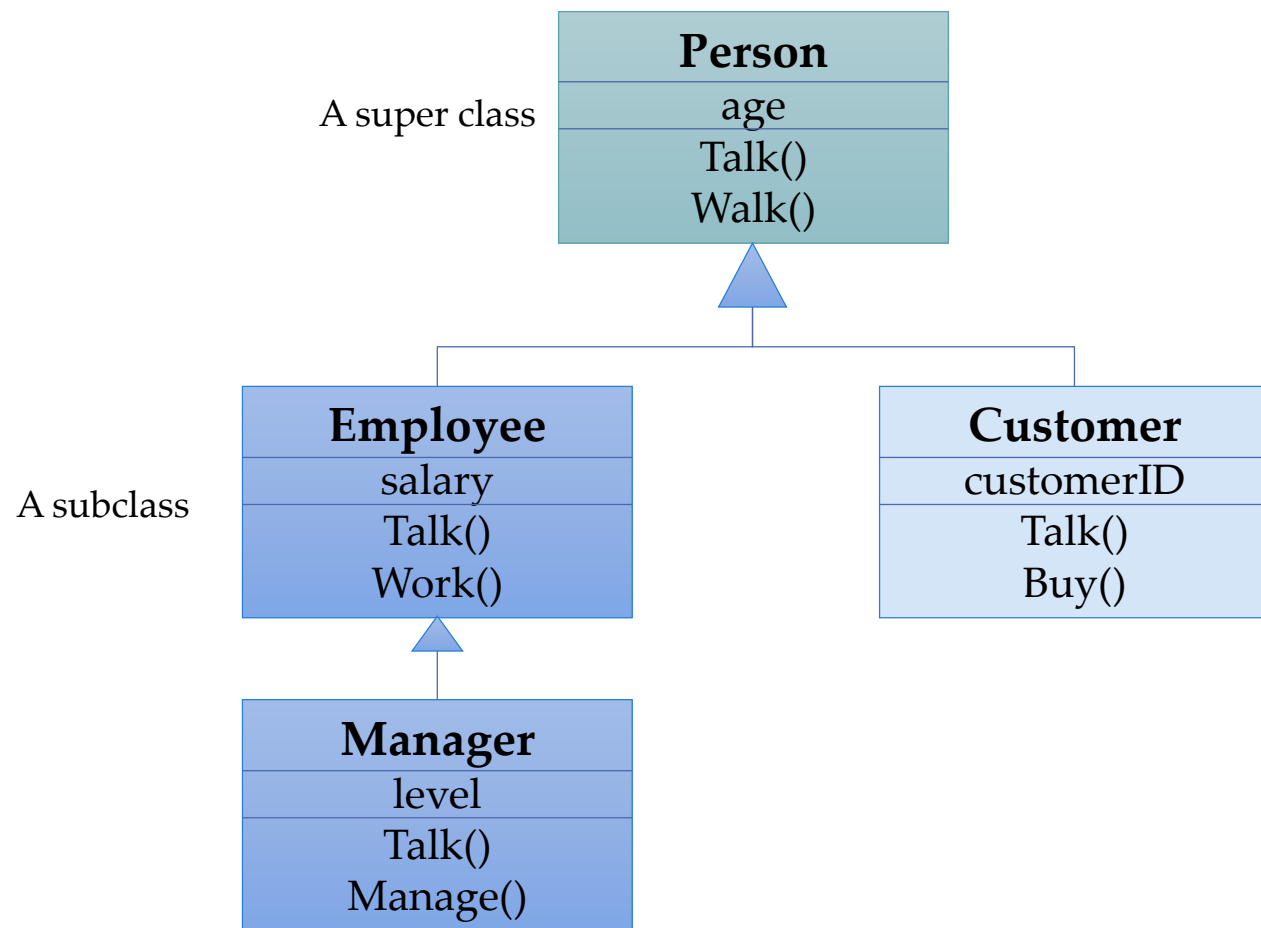 Person
A super class
age
Talk()
Walk()
Employee
A subclass
salary
Talk()
Work()
Customer
customerID
Talk()
Buy()
Manager
level
Talk()
Manage()